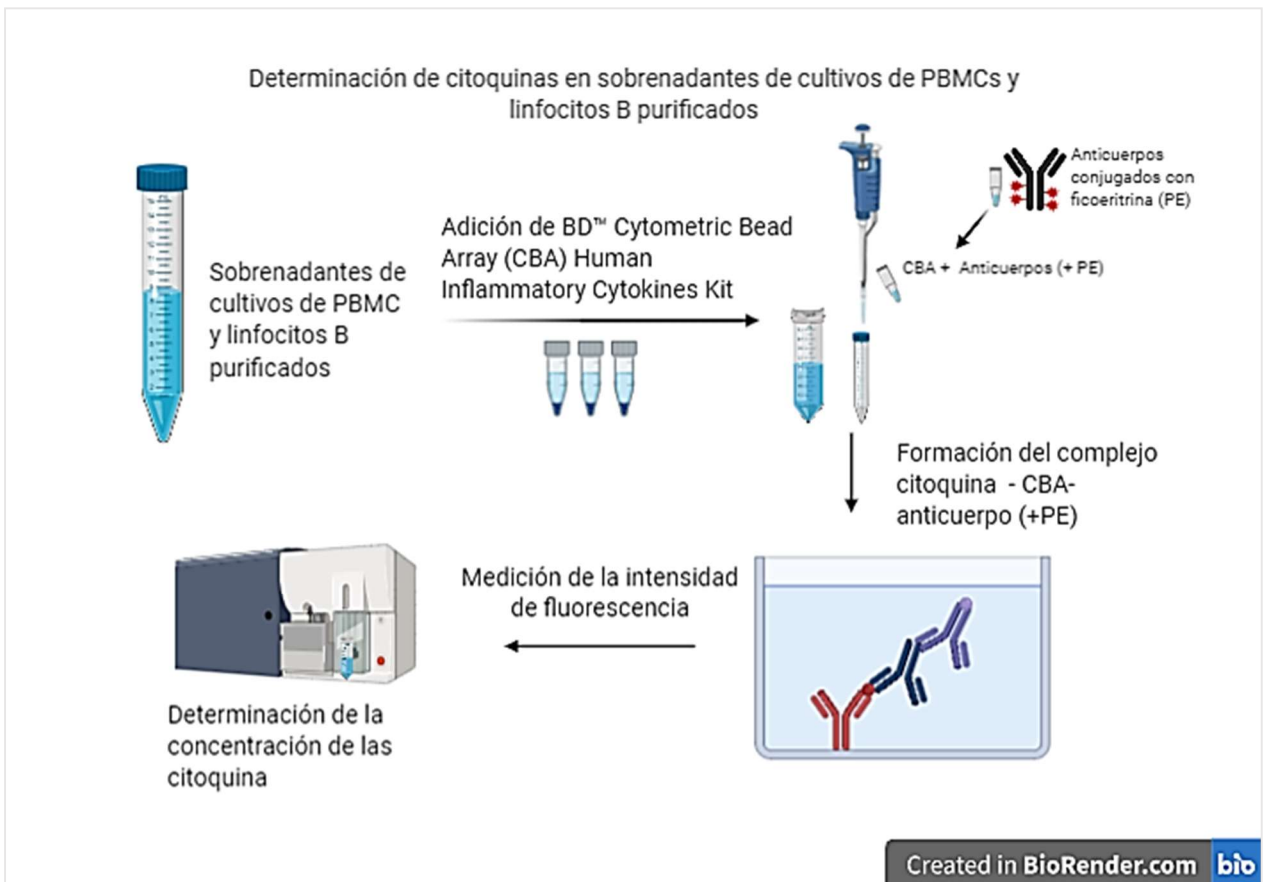 Determinación de citoquinas en sobrenadantes de cultivos de PBMCs y
linfocitos B purificados
Sobrenadantes de
cultivos de PBMC
y linfocitos B
purificados
Adición de BD™ Cytometric Bead
Array (CBA) Human
Inflammatory Cytokines Kit
Anticuerpos
conjugados con
ficoeritrina (PE)
CBA + Anticuerpos (+ PE)
Formación del complejo
citoquina - CBA-
anticuerpo (+PE)
Medición de la intensidad
de fluorescencia
Determinación de la
concentración de las
citoquina
Created in BioRender.com bio